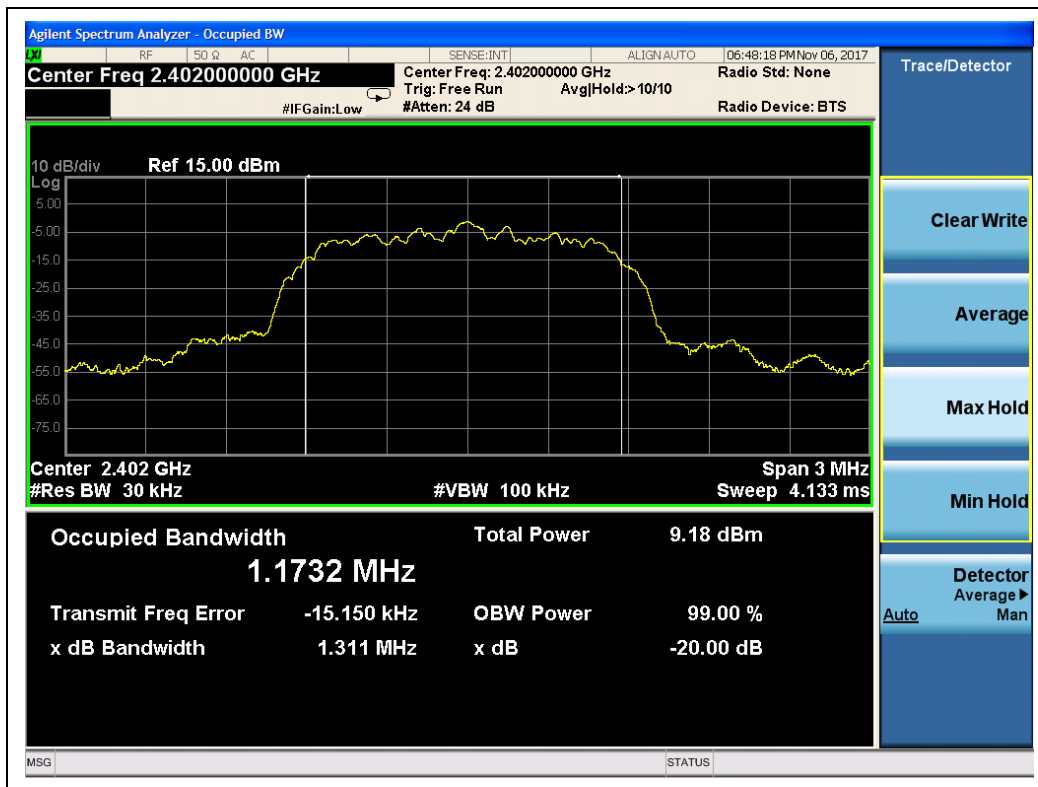 Agilent Spectrum Analyzer - Occupied BW
LXI RF 50 Ω AC SENSE:INT ALIGN AUTO 06:48:18 PM Nov 06, 2017
Center Freq 2.402000000 GHz
Center Freq: 2.402000000 GHz
Radio Std: None
Trig: Free Run Avg|Hold:>10/10
#IFGain:Low
#Atten: 24 dB
Radio Device: BTS
10 dB/div Ref 15.00 dBm
Log
5.00
-5.00
-15.0
-25.0
-35.0
-45.0
-55.0
-65.0
-75.0
Center 2.402 GHz Span 3 MHz
#Res BW 30 kHz #VBW 100 kHz Sweep 4.133 ms
Occupied Bandwidth Total Power 9.18 dBm
1.1732 MHz
Transmit Freq Error -15.150 kHz OBW Power 99.00 %
x dB Bandwidth 1.311 MHz x dB -20.00 dB
MSG STATUS
Trace/Detector
Clear Write
Average
Max Hold
Min Hold
Detector
Average▶
Auto Man